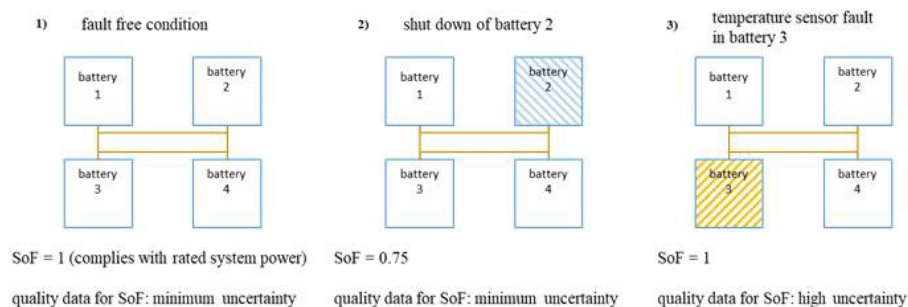 1) fault free condition
battery
1
battery
2
battery
3
battery
4
SoF = 1 (complies with rated system power)
quality data for SoF: minimum uncertainty
2) shut down of battery 2
battery
1
battery
2
battery
3
battery
4
SoF = 0.75
quality data for SoF: minimum uncertainty
3) temperature sensor fault
in battery 3
battery
1
battery
2
battery
3
battery
4
SoF = 1
quality data for SoF: high uncertainty